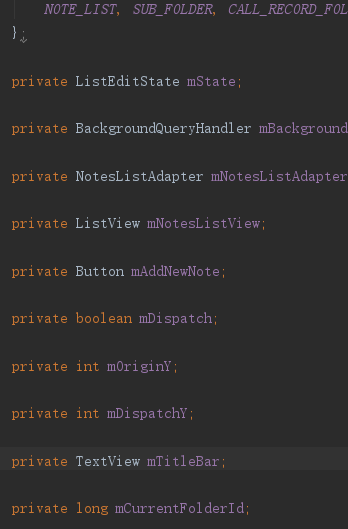 NOTE_LIST, SUB_FOLDER, CALL_RECORD_FOL
};
private ListEditState mState;
private BackgroundQueryHandler mBackground
private NotesListAdapter mNotesListAdapter
private ListView mNotesListView;
private Button mAddNewNote;
private boolean mDispatch;
private int mOriginY;
private int mDispatchY;
private TextView mTitleBar;
private long mCurrentFolderId;